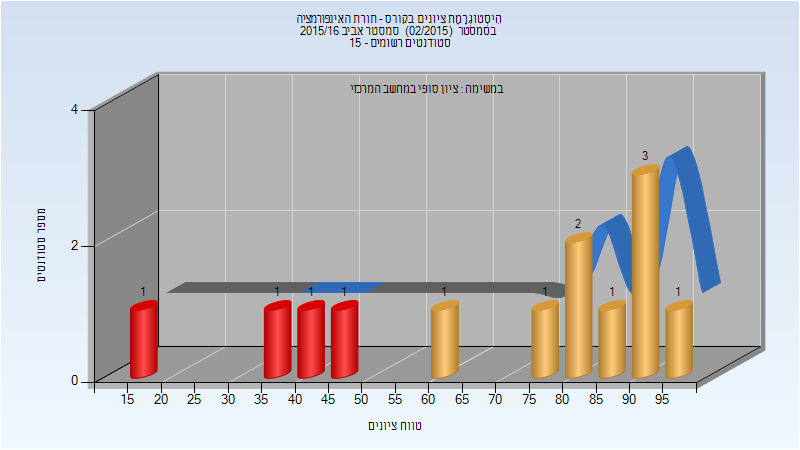 היסטוגרמת ציונים בקורס - תורת האינפורמציה
בסמסטר (02/2015) סמסטר אביב 2015/16
סטודנטים רשומים - 15
במשימה : ציון סופי במחשב המרכזי
4
2
0
מספר סטודנטים
1 1 1 1 1 1 2 1 3 1
15 20 25 30 35 40 45 50 55 60 65 70 75 80 85 90 95
טווח ציונים